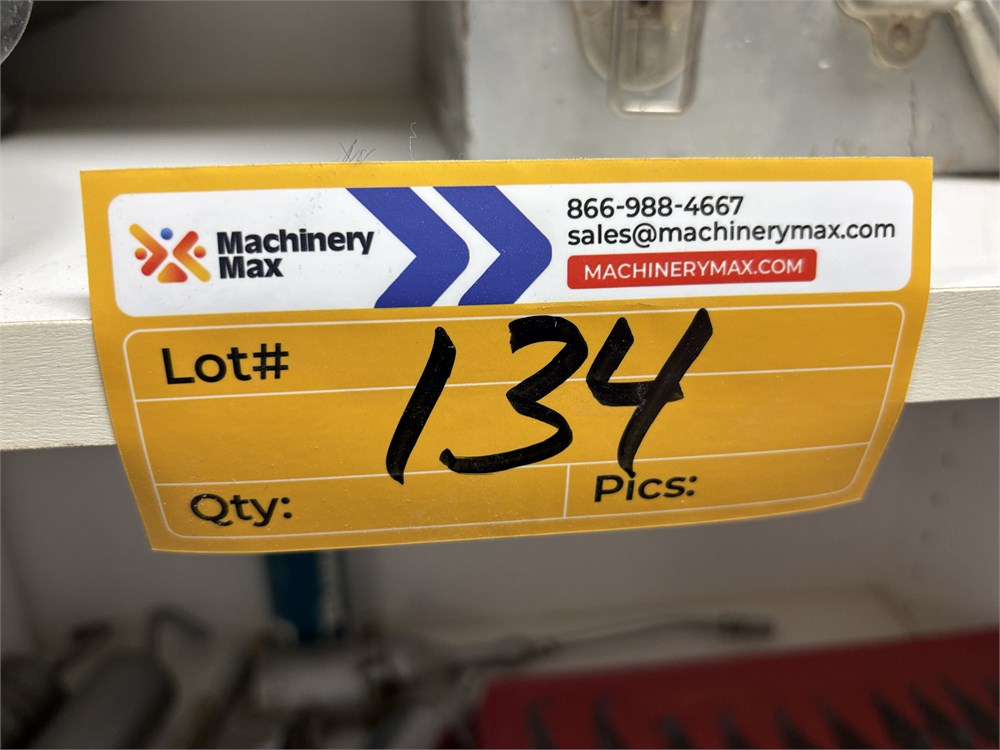 Machinery
Max
866-988-4667
sales@machinerymax.com
MACHINERYMAX.COM
Lot# 134
Qty:
Pics: